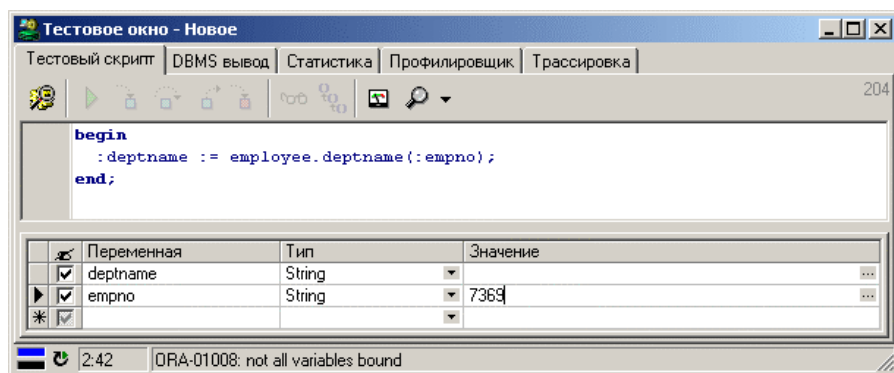 Тестовое окно - Новое
Тестовый скрипт DBMS вывод Статистика Профилировщик Трассировка
204
begin
:deptname := employee.deptname(:empno);
end;
Переменная Тип Значение
deptname String
empno String 7369
2:42 ORA-01008: not all variables bound